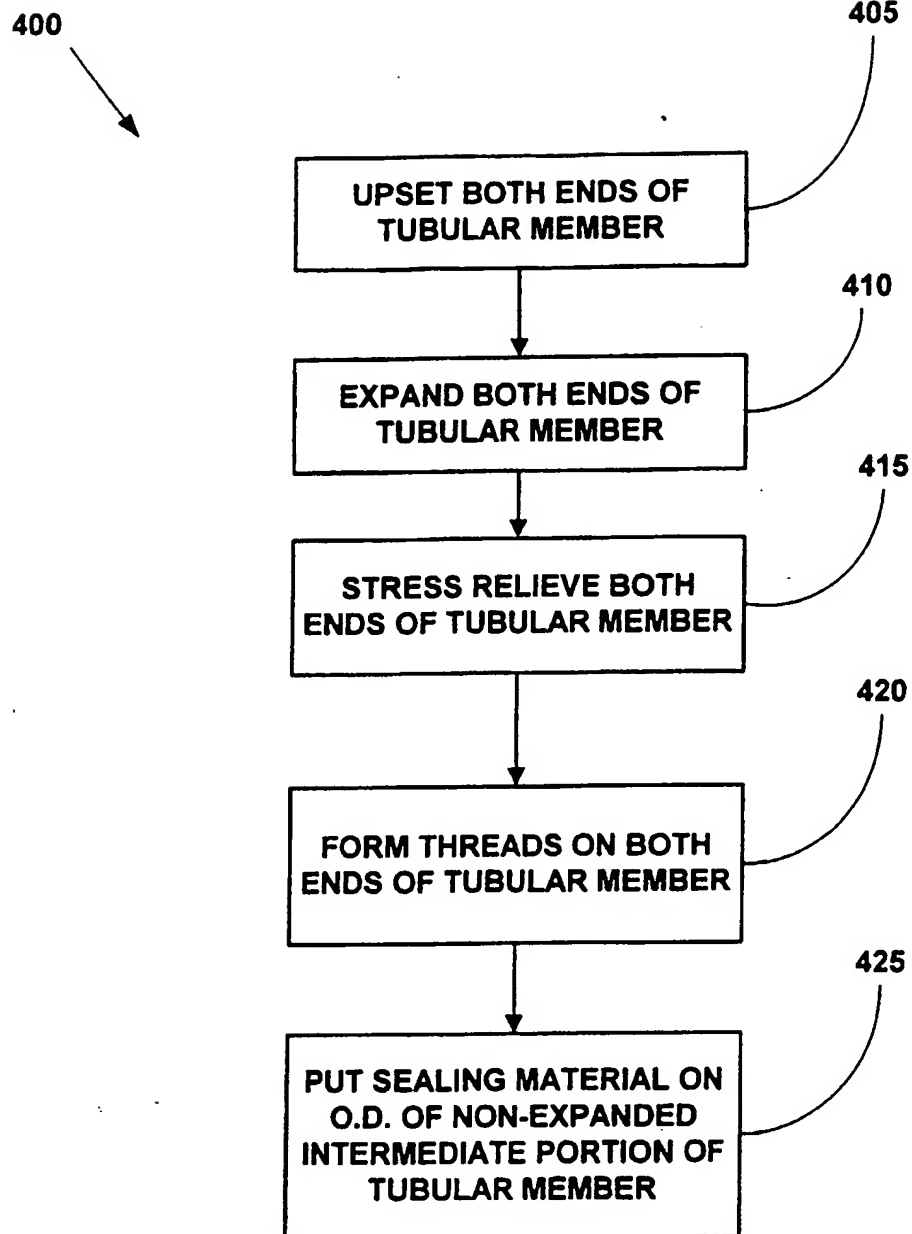 400
405
UPSET BOTH ENDS OF
TUBULAR MEMBER
410
EXPAND BOTH ENDS OF
TUBULAR MEMBER
415
STRESS RELIEVE BOTH
ENDS OF TUBULAR MEMBER
420
FORM THREADS ON BOTH
ENDS OF TUBULAR MEMBER
425
PUT SEALING MATERIAL ON
O.D. OF NON-EXPANDED
INTERMEDIATE PORTION OF
TUBULAR MEMBER